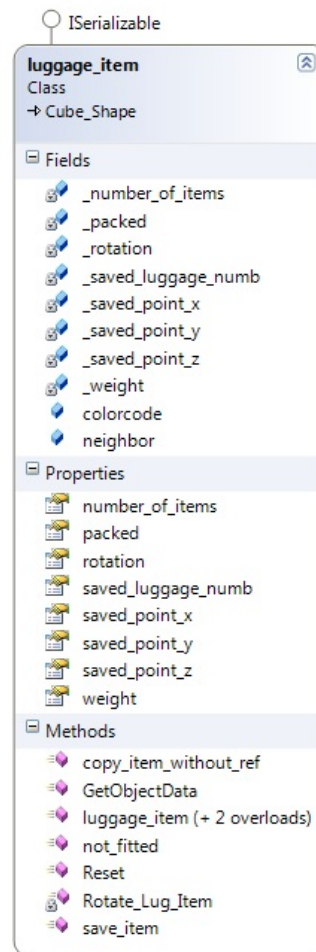 ISerializable
luggage_item
Class
Cube_Shape
Fields
_number_of_items
_packed
_rotation
_saved_luggage_numb
_saved_point_x
_saved_point_y
_saved_point_z
_weight
colorcode
neighbor
Properties
number_of_items
packed
rotation
saved_luggage_numb
saved_point_x
saved_point_y
saved_point_z
weight
Methods
copy_item_without_ref
GetObjectData
luggage_item (+ 2 overloads)
not_fitted
Reset
Rotate_Lug_Item
save_item